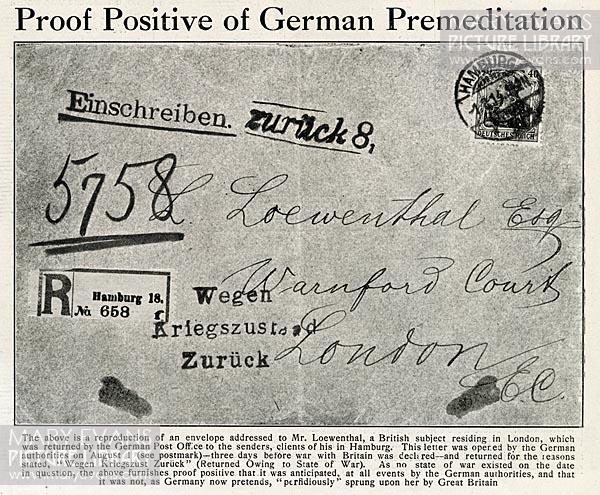 Proof Positive of German Premeditation
MARY EVANS
PICTURE LIBRARY
HAMBURG
40
DEUTSCHES REICH
Einschreiben.
zurück 8,
5758
L. Loewenthal Esq
Warnford Court
London
E.C.
R
Hamburg 18.
№ 658
Wegen
Kriegszustand
Zurück
MARY EVANS
The above is a reproduction of an envelope addressed to Mr. Loewenthal, a British subject residing in London, which
was returned by the German Post Office to the senders, clients of his in Hamburg. This letter was opened by the German
authorities on August 1 (see postmark)—three days before war with Britain was declared—and returned for the reasons
stated, "Wegen Kriegszust Zurück" (Returned Owing to State of War). As no state of war existed on the date
in question, the above furnishes proof positive that it was anticipated, at all events by the German authorities, and that
it was not, as Germany now pretends, "perfidiously" sprung upon her by Great Britain